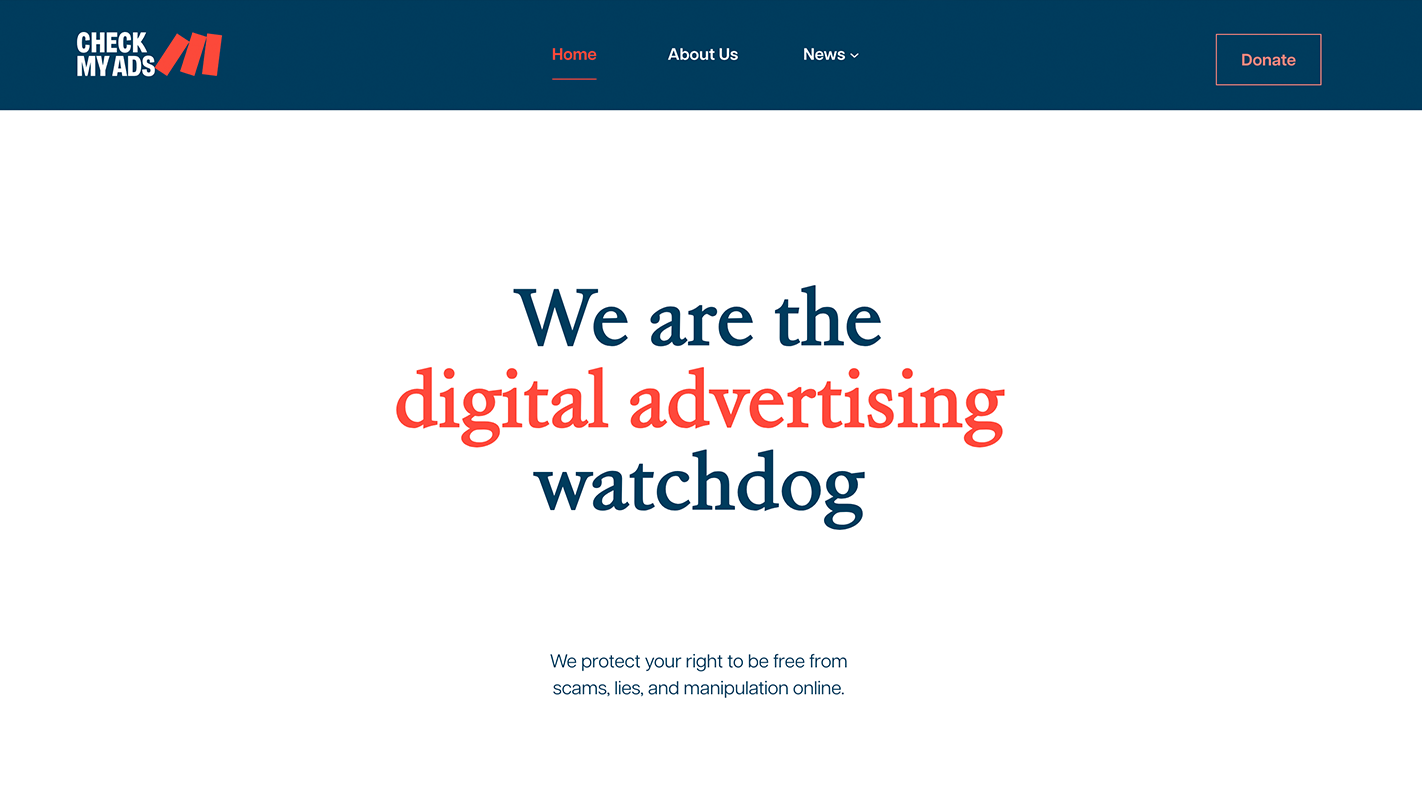 CHECK
MY ADS
Home
About Us
News
Donate
We are the
digital advertising
watchdog
We protect your right to be free from
scams, lies, and manipulation online.